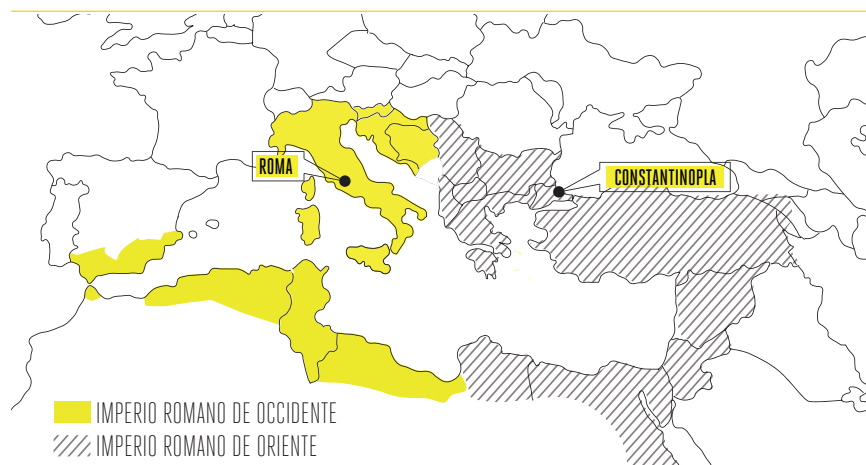 ROMA
CONSTANTINOPLA
IMPERIO ROMANO DE OCCIDENTE
IMPERIO ROMANO DE ORIENTE